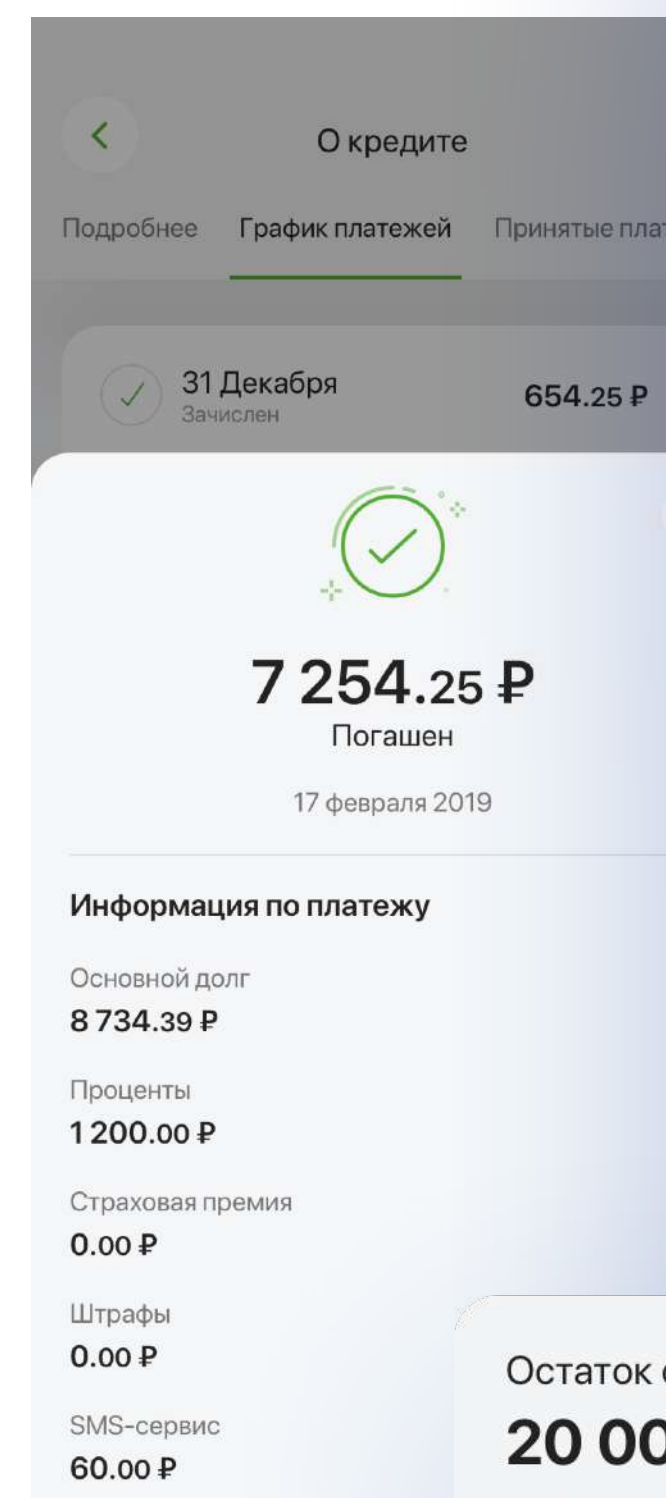 О кредите
Подробнее График платежей Принятые
31 Декабря 654.25 ₽
Зачислен
7 254.25 ₽
Погашен
17 февраля 2019
Информация по платежу
Основной долг
8 734.39 ₽
Проценты
1 200.00 ₽
Страховая премия
0.00 ₽
Штрафы
0.00 ₽
SMS-сервис
60.00 ₽
Остаток
20